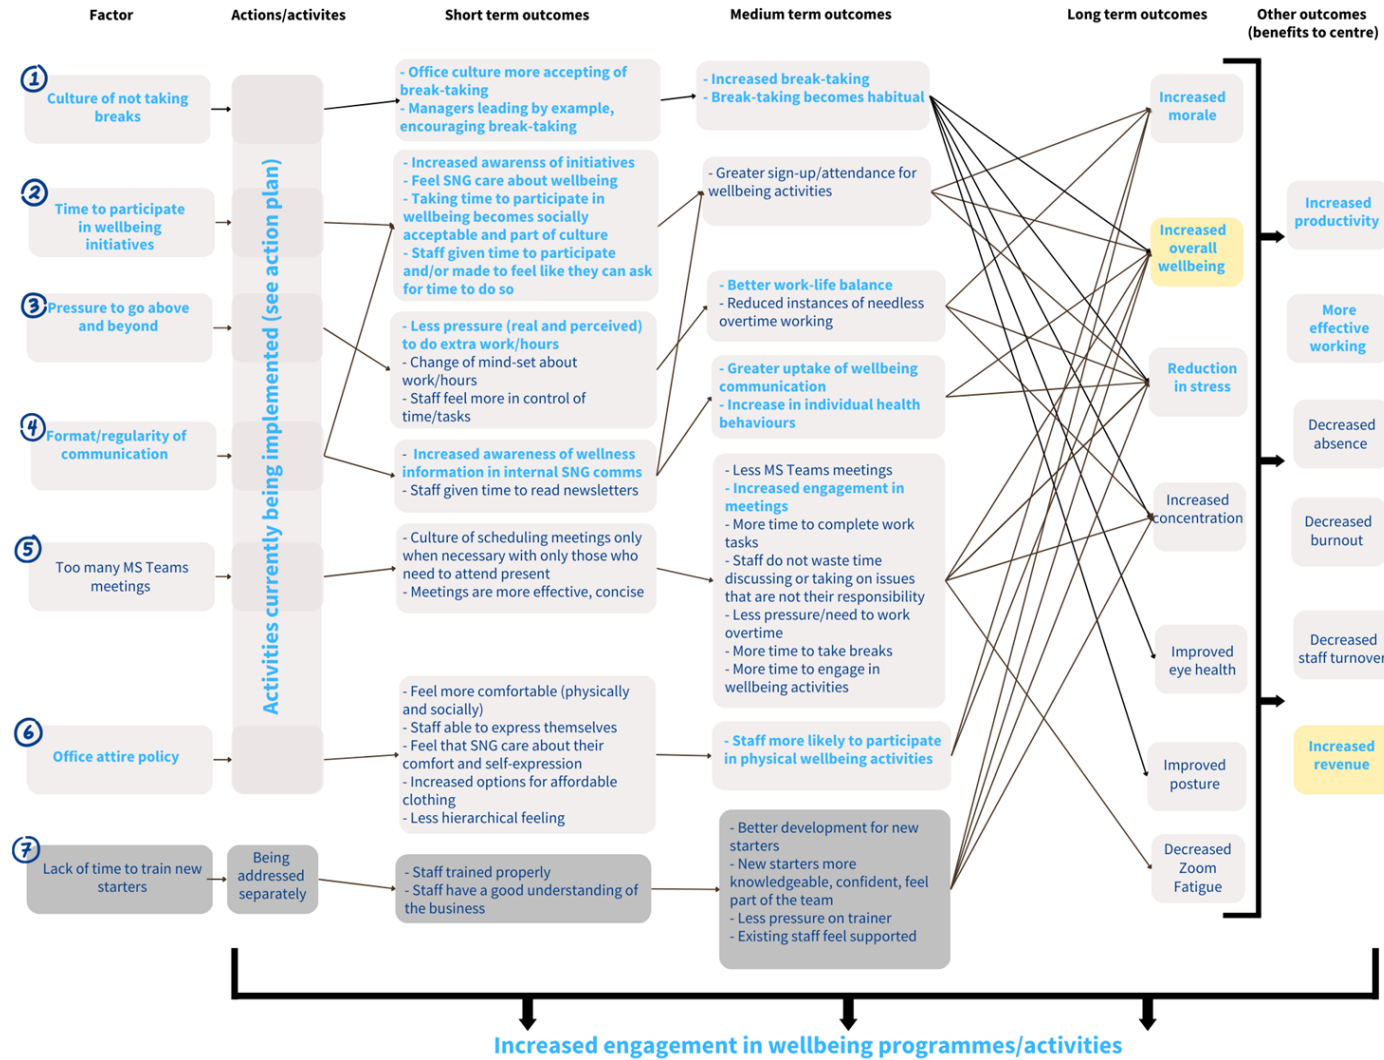 Factor
Actions/activites
Short term outcomes
Medium term outcomes
Long term outcomes
Other outcomes
(benefits to centre)
1
Culture of not taking
breaks
- Office culture more accepting of
break-taking
- Managers leading by example,
encouraging break-taking
- Increased break-taking
- Break-taking becomes habitual
2
Time to participate
in wellbeing
initiatives
- Increased awarenss of initiatives
- Feel SNG care about wellbeing
- Taking time to participate in
wellbeing becomes socially
acceptable and part of culture
- Staff given time to participate
and/or made to feel like they can ask
for time to do so
- Greater sign-up/attendance for
wellbeing activities
3
Pressure to go above
and beyond
- Less pressure (real and perceived)
to do extra work/hours
- Change of mind-set about
work/hours
- Staff feel more in control of
time/tasks
- Better work-life balance
- Reduced instances of needless
overtime working
4
Format/regularity of
communication
- Increased awareness of wellness
information in internal SNG comms
- Staff given time to read newsletters
- Greater uptake of wellbeing
communication
- Increase in individual health
behaviours
5
Too many MS Teams
meetings
- Culture of scheduling meetings only
when necessary with only those who
need to attend present
- Meetings are more effective, concise
- Less MS Teams meetings
- Increased engagement in
meetings
- More time to complete work
tasks
- Staff do not waste time
discussing or taking on issues
that are not their responsibility
- Less pressure/need to work
overtime
- More time to take breaks
- More time to engage in
wellbeing activities
6
Office attire policy
- Feel more comfortable (physically
and socially)
- Staff able to express themselves
- Feel that SNG care about their
comfort and self-expression
- Increased options for affordable
clothing
- Less hierarchical feeling
- Staff more likely to participate
in physical wellbeing activities
7
Lack of time to train new
starters
Being
addressed
separately
- Staff trained properly
- Staff have a good understanding of
the business
- Better development for new
starters
- New starters more
knowledgeable, confident, feel
part of the team
- Less pressure on trainer
- Existing staff feel supported
Activities currently being implemented (see action plan)
Increased
morale
Increased
overall
wellbeing
Reduction
in stress
Increased
concentration
Improved
eye health
Improved
posture
Decreased
Zoom
Fatigue
Increased
productivity
More
effective
working
Decreased
absence
Decreased
burnout
Decreased
staff turnover
Increased
revenue
Increased engagement in wellbeing programmes/activities